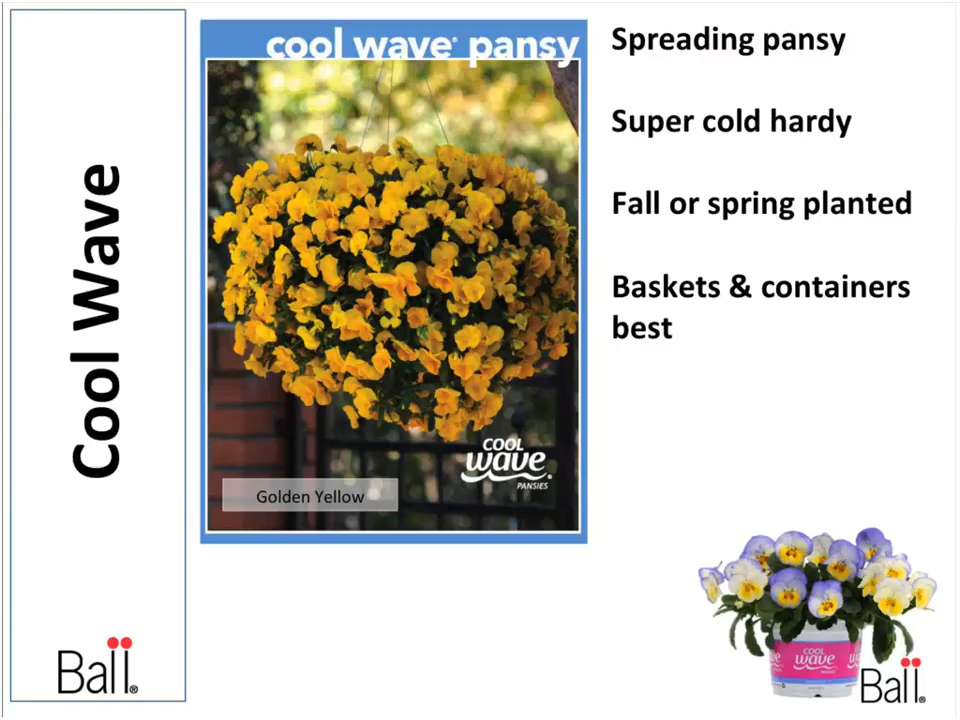 Cool Wave
cool wave® pansy
COOL
wave®
PANSIES
Golden Yellow
Spreading pansy
Super cold hardy
Fall or spring planted
Baskets & containers
best
Ball®
COOL
wave
PANSIES
Ball®